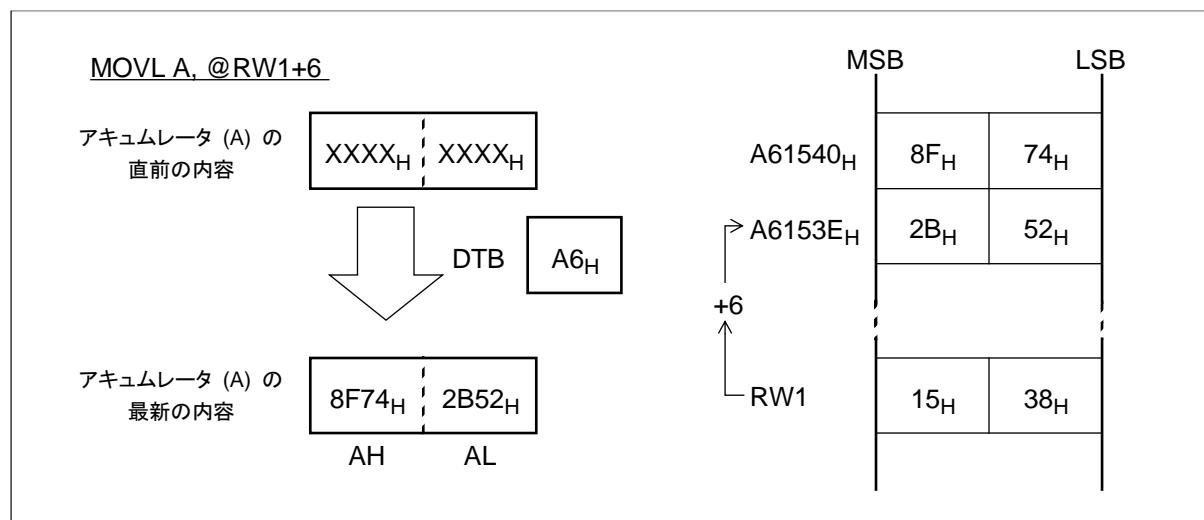 MOVL A, @RW1+6
アキュムレータ (A) の
直前の内容
XXXXH XXXXH
DTB A6H
アキュムレータ (A) の
最新の内容
8F74H 2B52H
AH AL
MSB LSB
A61540H 8FH 74H
A6153EH 2BH 52H
+6
RW1 15H 38H